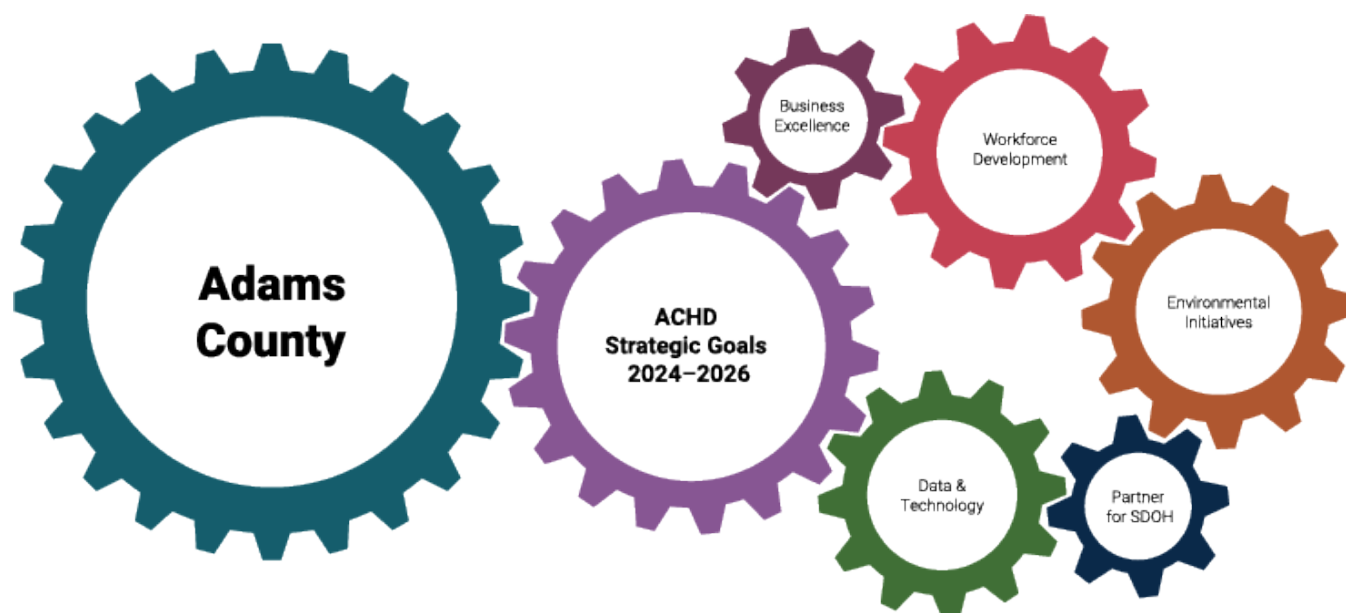 Adams
County
ACHD
Strategic Goals
2024–2026
Business
Excellence
Workforce
Development
Environmental
Initiatives
Partner
for SDOH
Data &
Technology